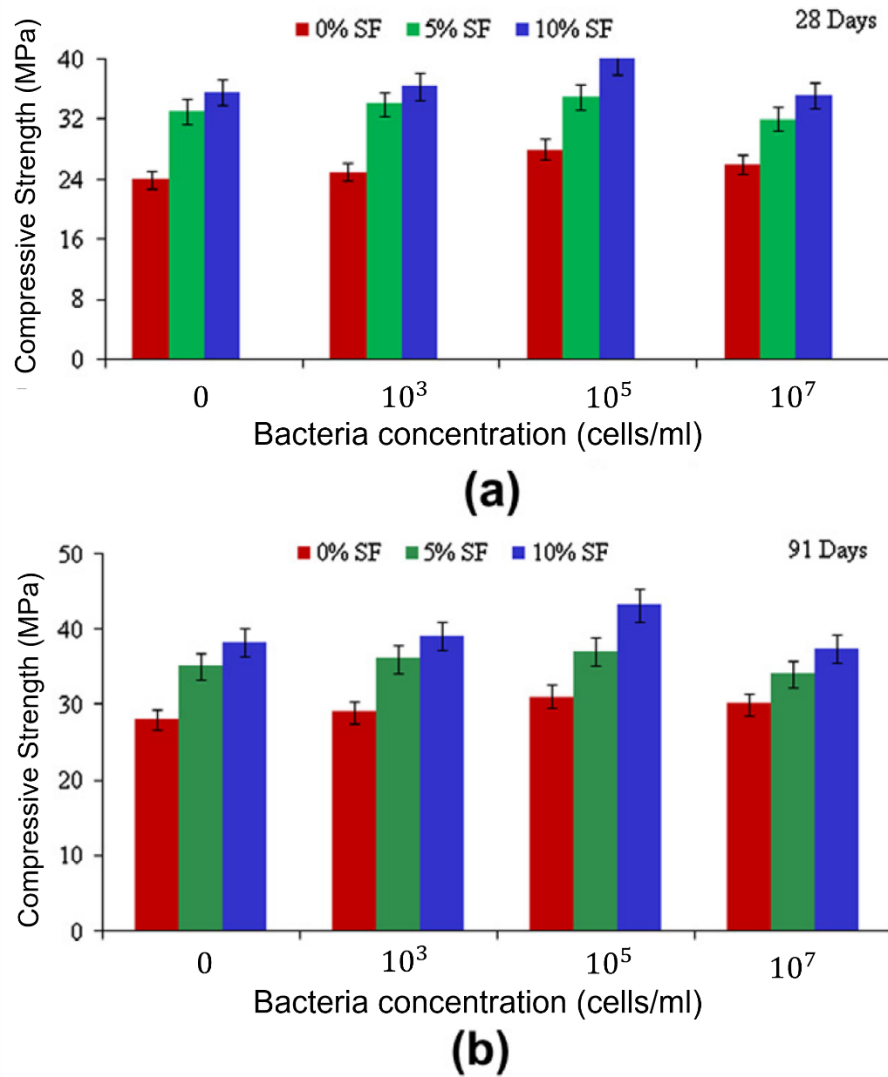 0% SF 5% SF 10% SF 28 Days
Compressive Strength (MPa)
40
32
24
16
8
0
0 10³ 10⁵ 10⁷
Bacteria concentration (cells/ml)
(a)
0% SF 5% SF 10% SF 91 Days
Compressive Strength (MPa)
50
40
30
20
10
0
0 10³ 10⁵ 10⁷
Bacteria concentration (cells/ml)
(b)